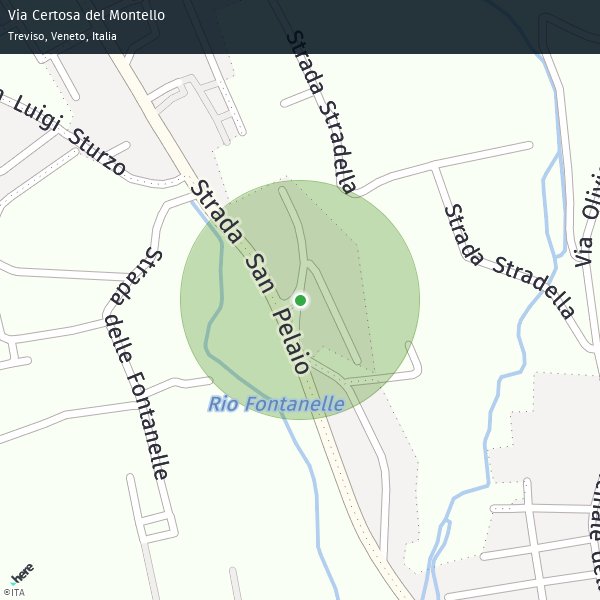 Via Certosa del Montello
Treviso, Veneto, Italia
Luigi Sturzo
Strada Stradella
Strada San Pelaio
Strada delle Fontanelle
Strada Stradella
Via Olivi
Rio Fontanelle
here
©ITA